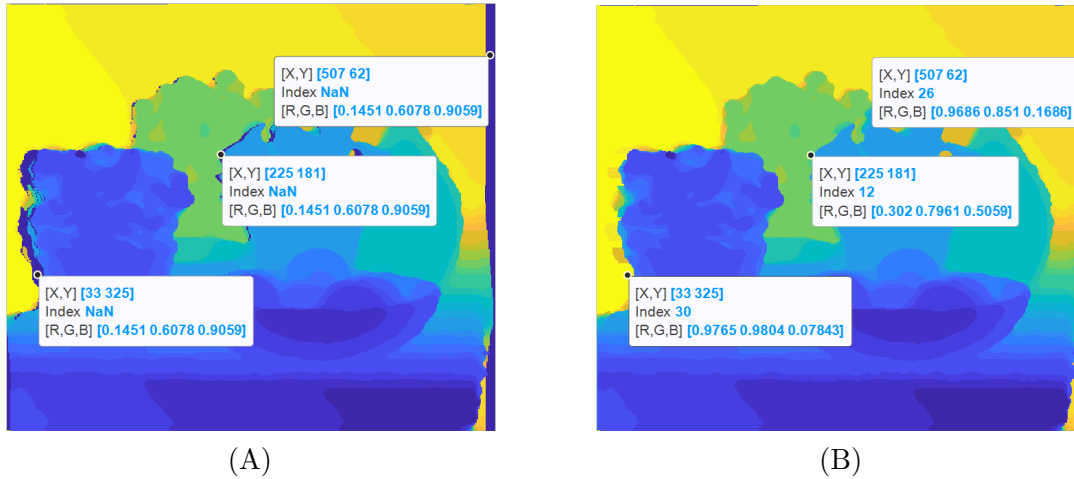 [X,Y] [507 62]
Index NaN
[R,G,B] [0.1451 0.6078 0.9059]
[X,Y] [225 181]
Index NaN
[R,G,B] [0.1451 0.6078 0.9059]
[X,Y] [33 325]
Index NaN
[R,G,B] [0.1451 0.6078 0.9059]
(A)
[X,Y] [507 62]
Index 26
[R,G,B] [0.9686 0.851 0.1686]
[X,Y] [225 181]
Index 12
[R,G,B] [0.302 0.7961 0.5059]
[X,Y] [33 325]
Index 30
[R,G,B] [0.9765 0.9804 0.07843]
(B)